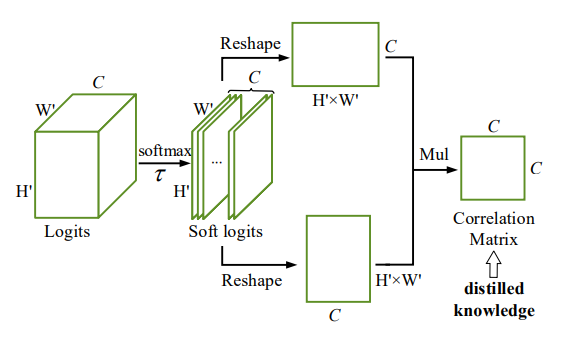 Reshape
C
H'×W'
C
W'
H'
Logits
softmax
τ
C
W'
...
H'
Soft logits
Reshape
H'×W'
C
Mul
C
C
Correlation
Matrix
distilled
knowledge